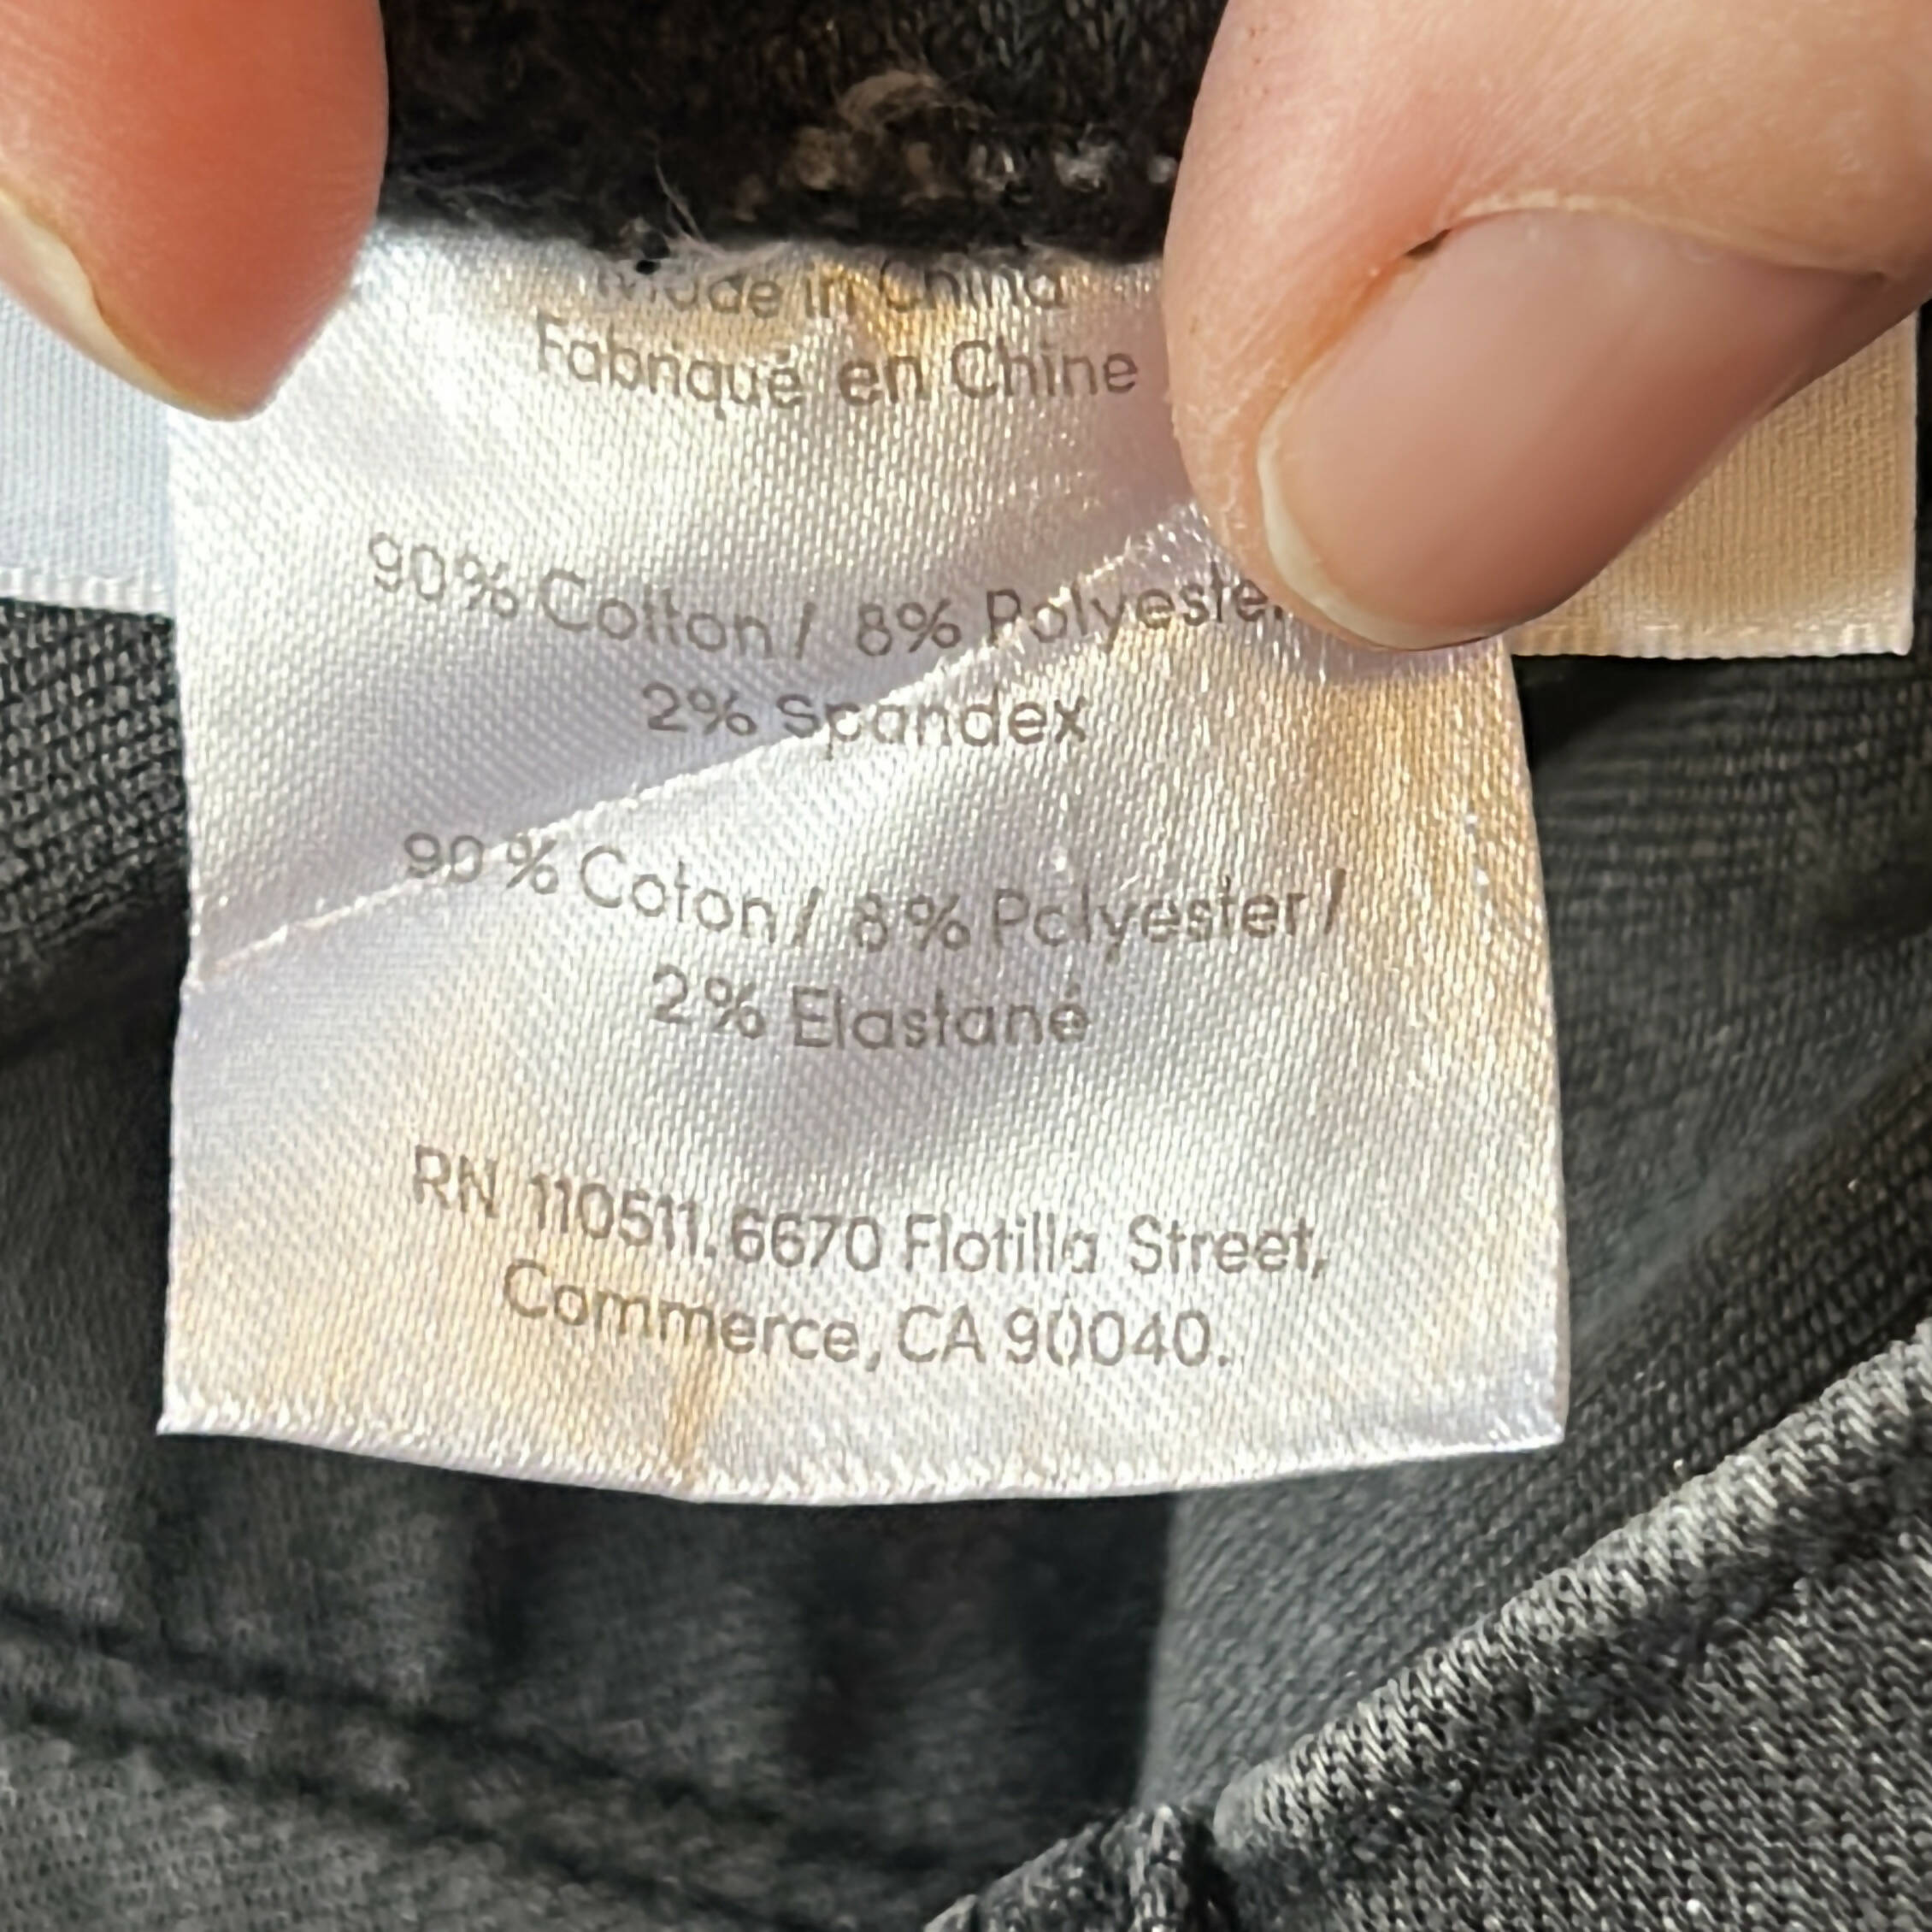 Made in China
Fabriqué en Chine
90% Cotton / 8% Polyester
2% Spandex
90% Coton / 8% Polyester /
2% Elastane
RN 110511. 6670 Flotilla Street,
Commerce, CA 90040.